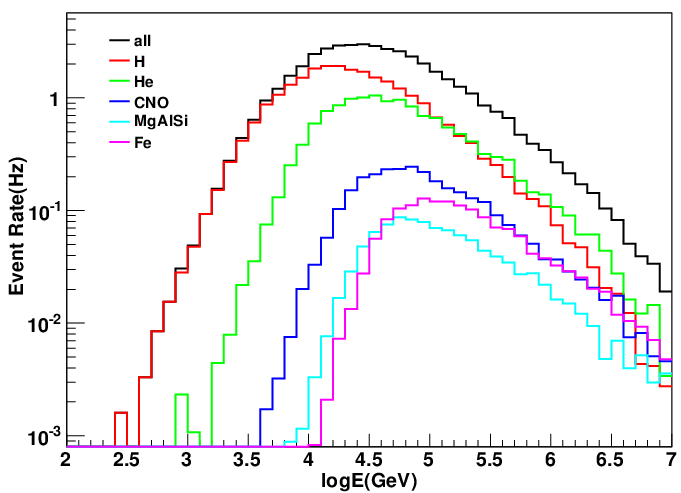 all
H
He
CNO
MgAlSi
Fe
Event Rate(Hz)
1
10^-1
10^-2
10^-3
2 2.5 3 3.5 4 4.5 5 5.5 6 6.5 7
logE(GeV)